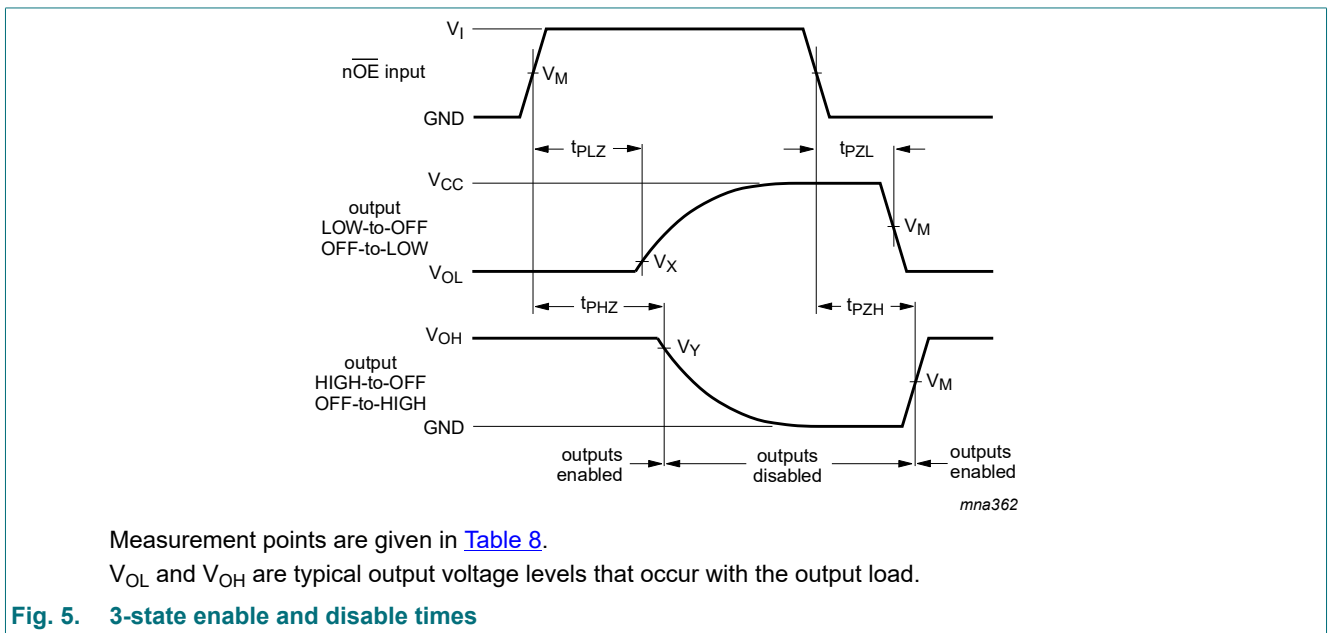 VI
nOE input
VM
GND
tPLZ
tPZL
VCC
output
LOW-to-OFF
OFF-to-LOW
VM
VX
VOL
tPHZ
tPZH
VOH
VY
output
HIGH-to-OFF
OFF-to-HIGH
VM
GND
outputs
enabled
outputs
disabled
outputs
enabled
mna362
Measurement points are given in Table 8.
VOL and VOH are typical output voltage levels that occur with the output load.
Fig. 5. 3-state enable and disable times